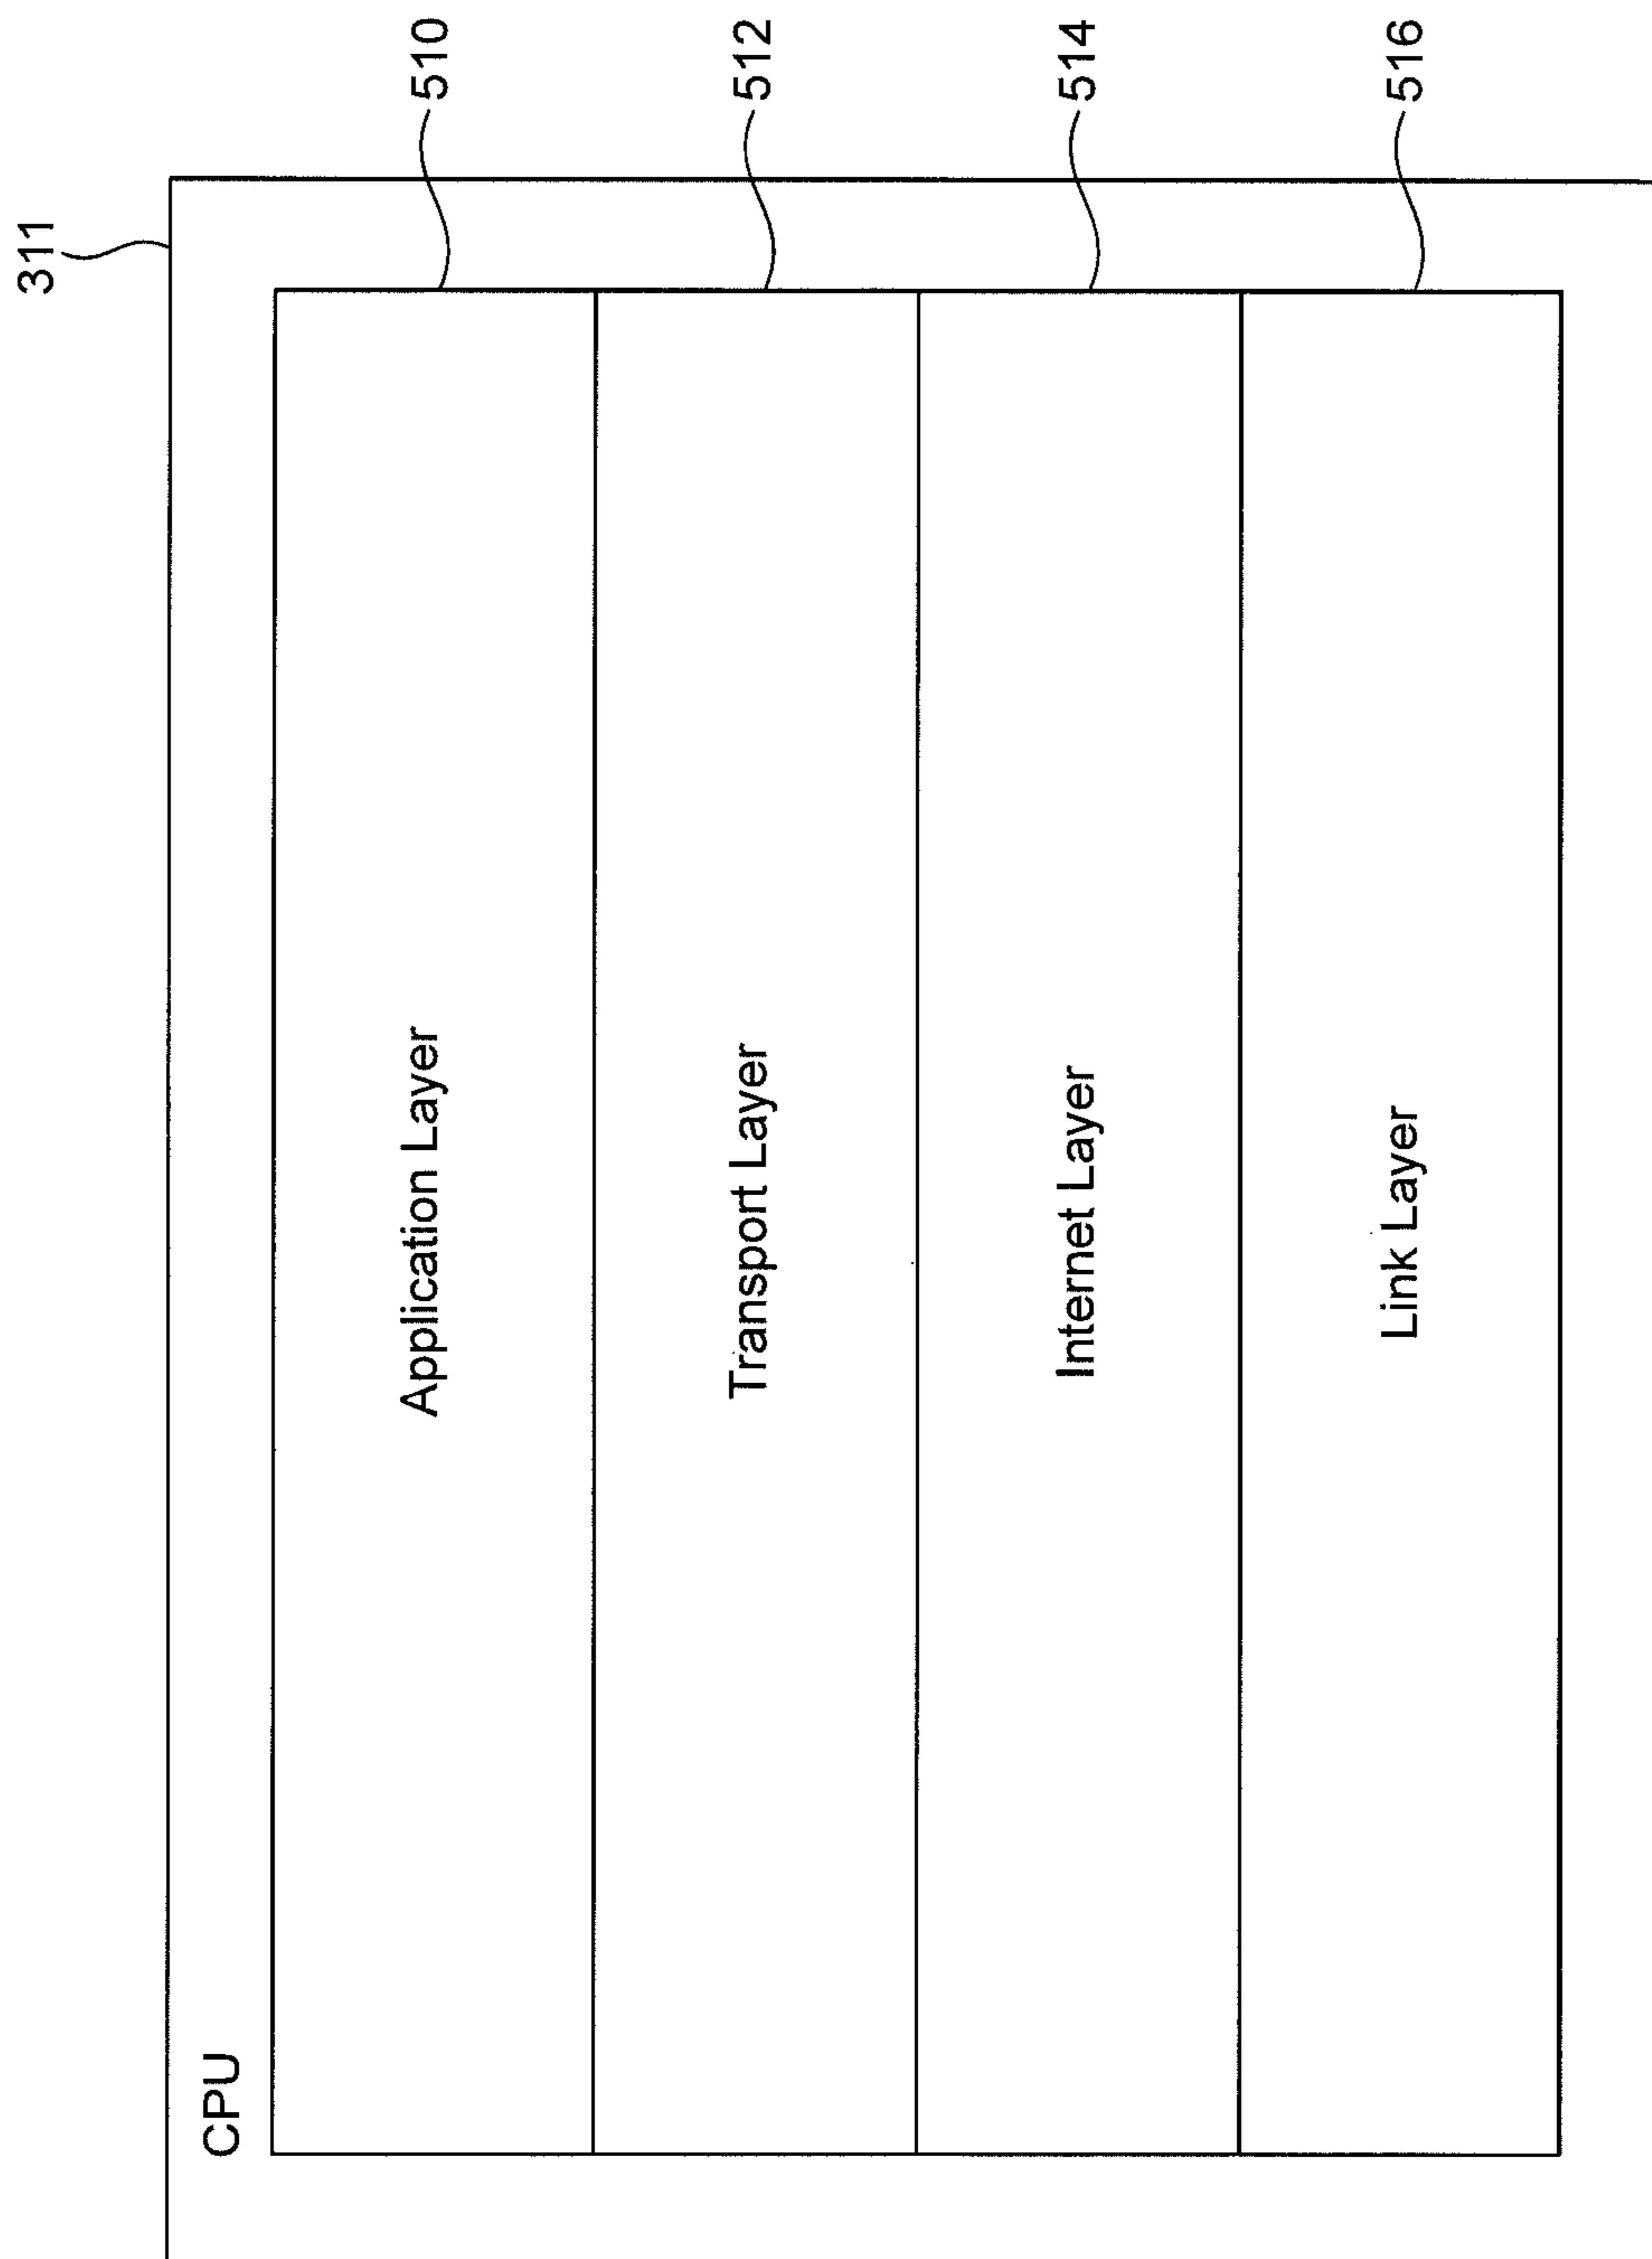 311
CPU
Application Layer
510
Transport Layer
512
Internet Layer
514
Link Layer
516